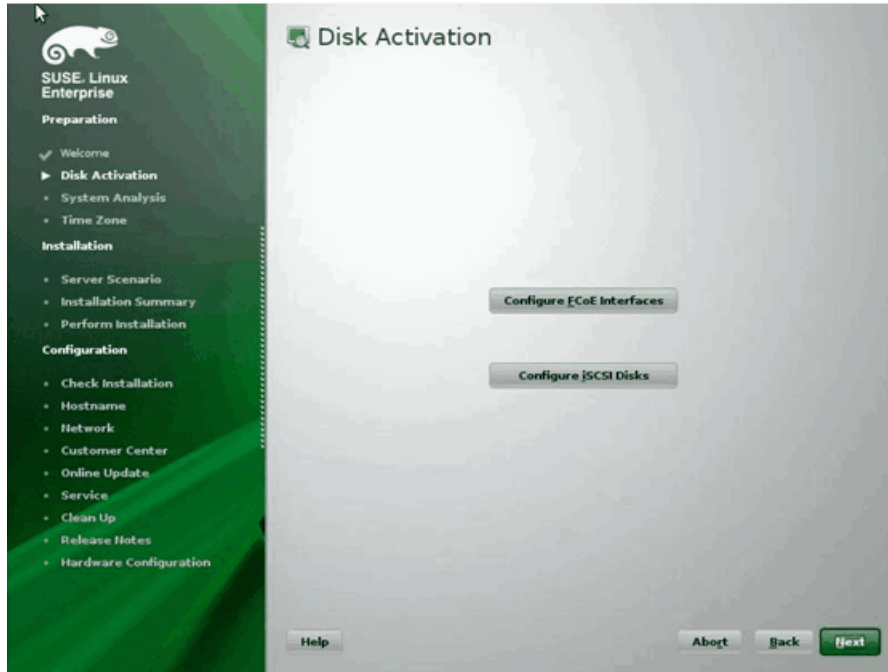 SUSE. Linux
Enterprise
Preparation
Welcome
Disk Activation
System Analysis
Time Zone
Installation
Server Scenario
Installation Summary
Perform Installation
Configuration
Check Installation
Hostname
Network
Customer Center
Online Update
Service
Clean Up
Release Notes
Hardware Configuration
Disk Activation
Configure FCoE Interfaces
Configure iSCSI Disks
Help
Abort
Back
Next